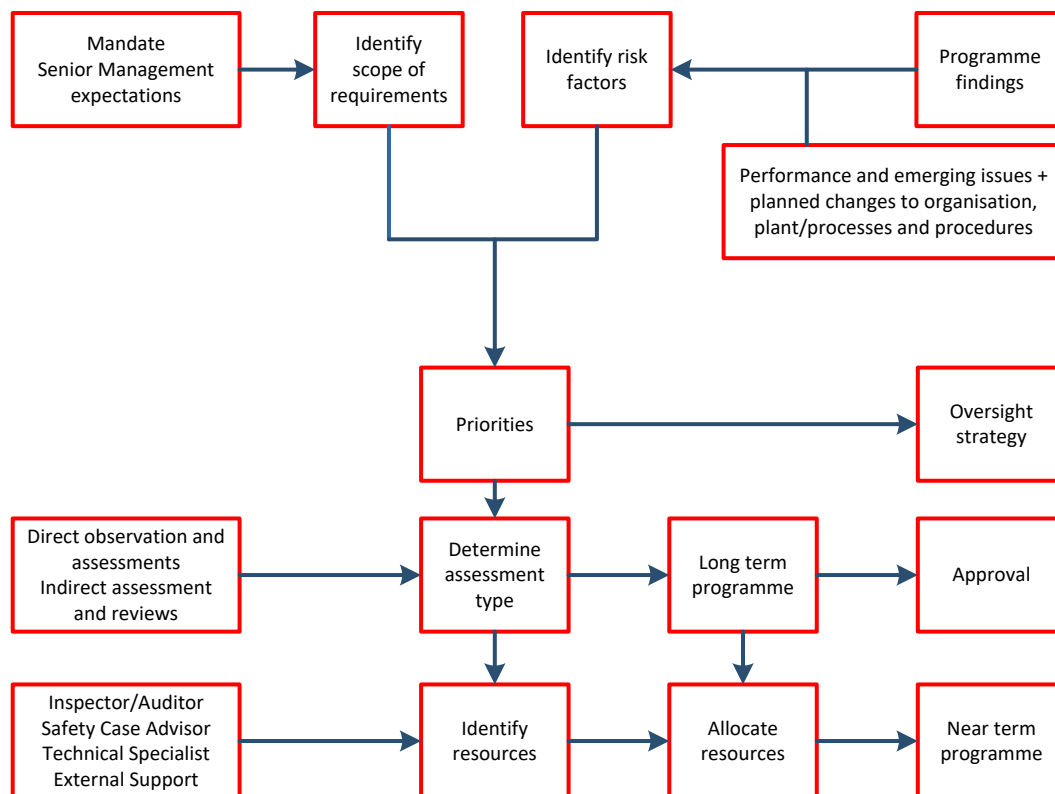 Mandate
Senior Management
expectations
Identify
scope of
requirements
Identify risk
factors
Programme
findings
Performance and emerging issues +
planned changes to organisation,
plant/processes and procedures
Priorities
Oversight
strategy
Direct observation and
assessments
Indirect assessment
and reviews
Determine
assessment
type
Long term
programme
Approval
Inspector/Auditor
Safety Case Advisor
Technical Specialist
External Support
Identify
resources
Allocate
resources
Near term
programme